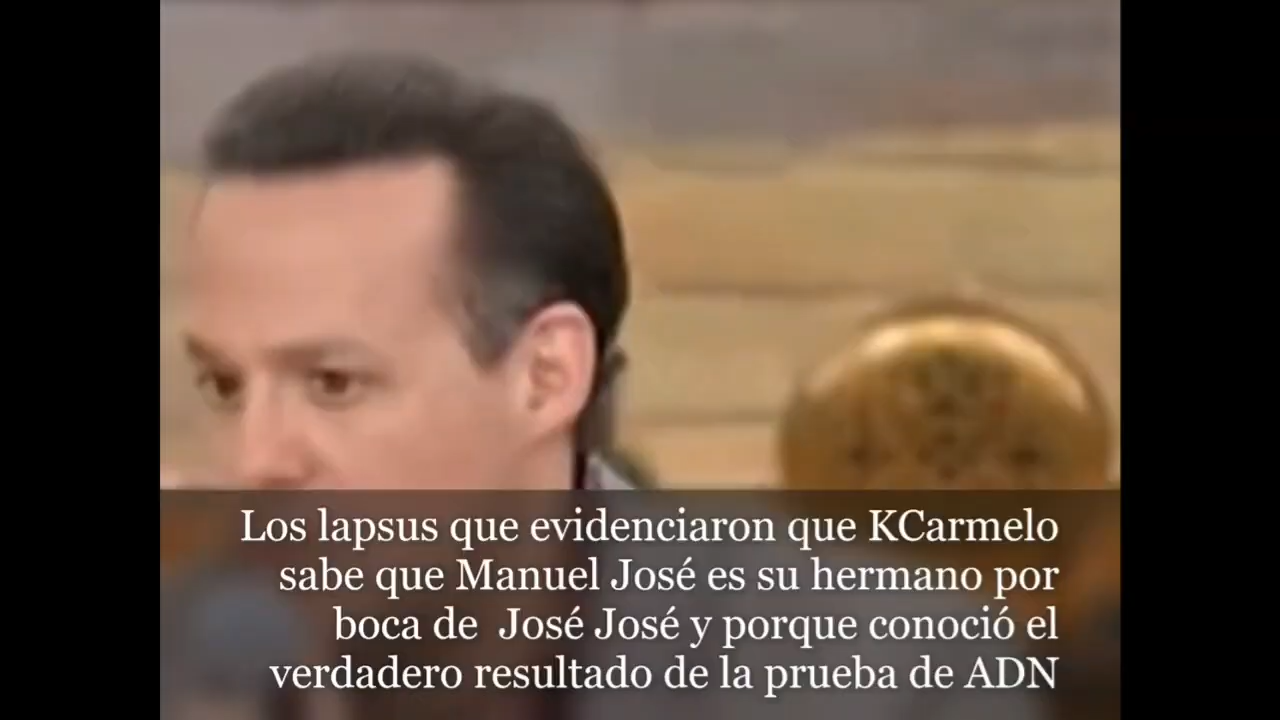 Los lapsus que evidenciaron que KCarmelo
sabe que Manuel José es su hermano por
boca de  José José y porque conoció el
verdadero resultado de la prueba de ADN